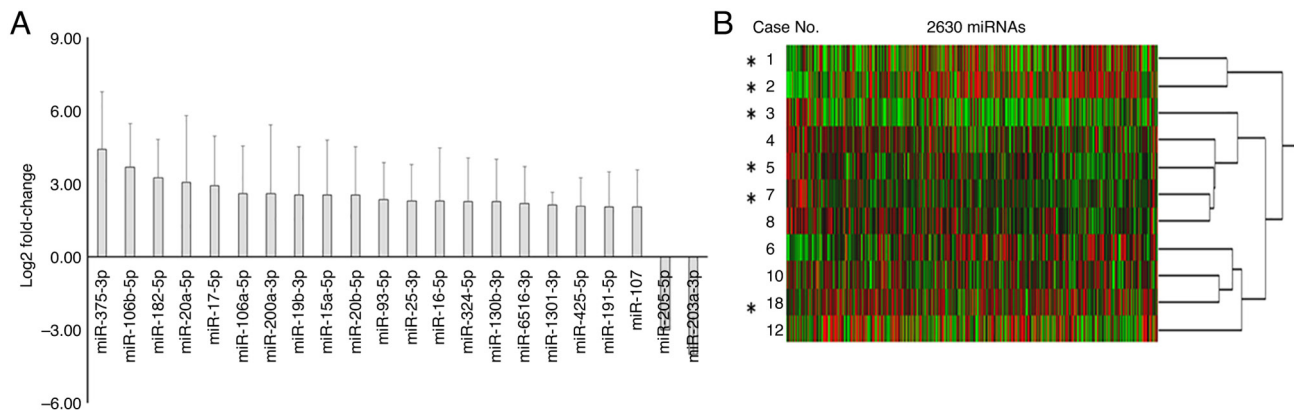 A
9.00
6.00
3.00
0.00
−3.00
−6.00
Log2 fold-change
miR-375-3p
miR-106b-5p
miR-182-5p
miR-20a-5p
miR-17-5p
miR-106a-5p
miR-200a-3p
miR-19b-3p
miR-15a-5p
miR-20b-5p
miR-93-5p
miR-25-3p
miR-16-5p
miR-324-5p
miR-130b-3p
miR-6516-3p
miR-1301-3p
miR-425-5p
miR-191-5p
miR-107
miR-205-5p
miR-203a-3p
B
Case No. 2630 miRNAs
* 1
* 2
* 3
4
* 5
* 7
8
6
10
* 18
12